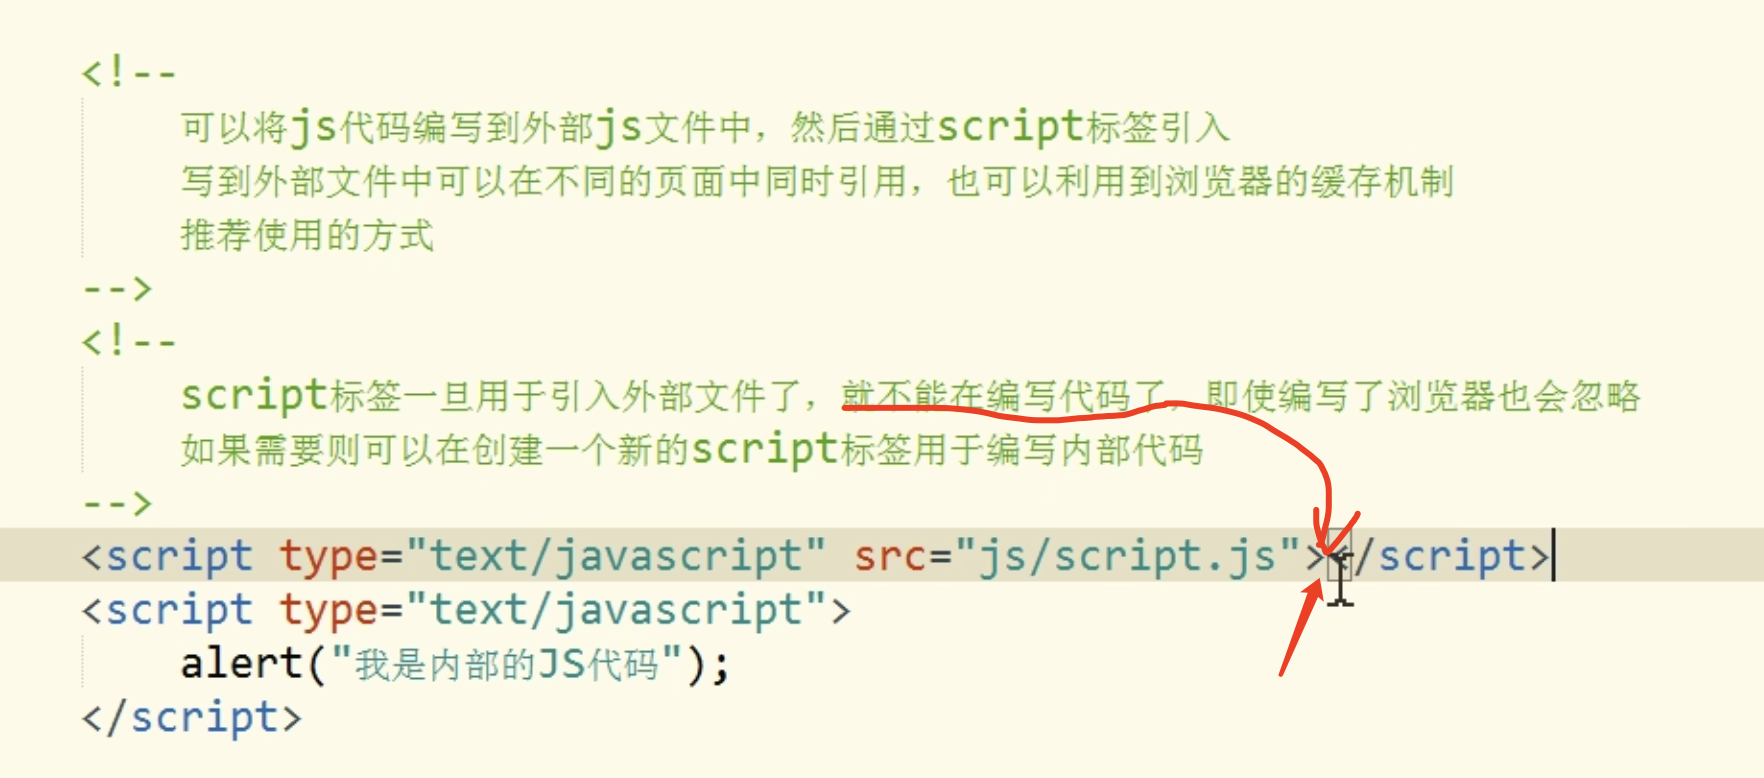 <!--
可以将js代码编写到外部js文件中，然后通过script标签引入
写到外部文件中可以在不同的页面中同时引用，也可以利用到浏览器的缓存机制
推荐使用的方式
-->
<!--
script标签一旦用于引入外部文件了，就不能在编写代码了，即使编写了浏览器也会忽略
如果需要则可以在创建一个新的script标签用于编写内部代码
-->
<script type="text/javascript" src="js/script.js"></script>
<script type="text/javascript">
alert("我是内部的JS代码");
</script>